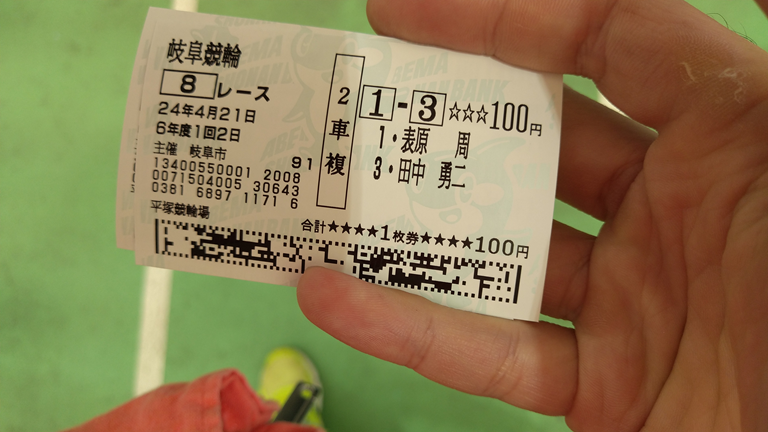 岐阜競輪
8レース
24年4月21日
6年度1回2日
主催 岐阜市
91
13400550001 2008
0071504005 30643
0381 6897 1171 6
平塚競輪場
2車複
1-3☆☆☆100円
1・表原 周
3・田中 勇二
合計★★★★1枚券★★★★100円